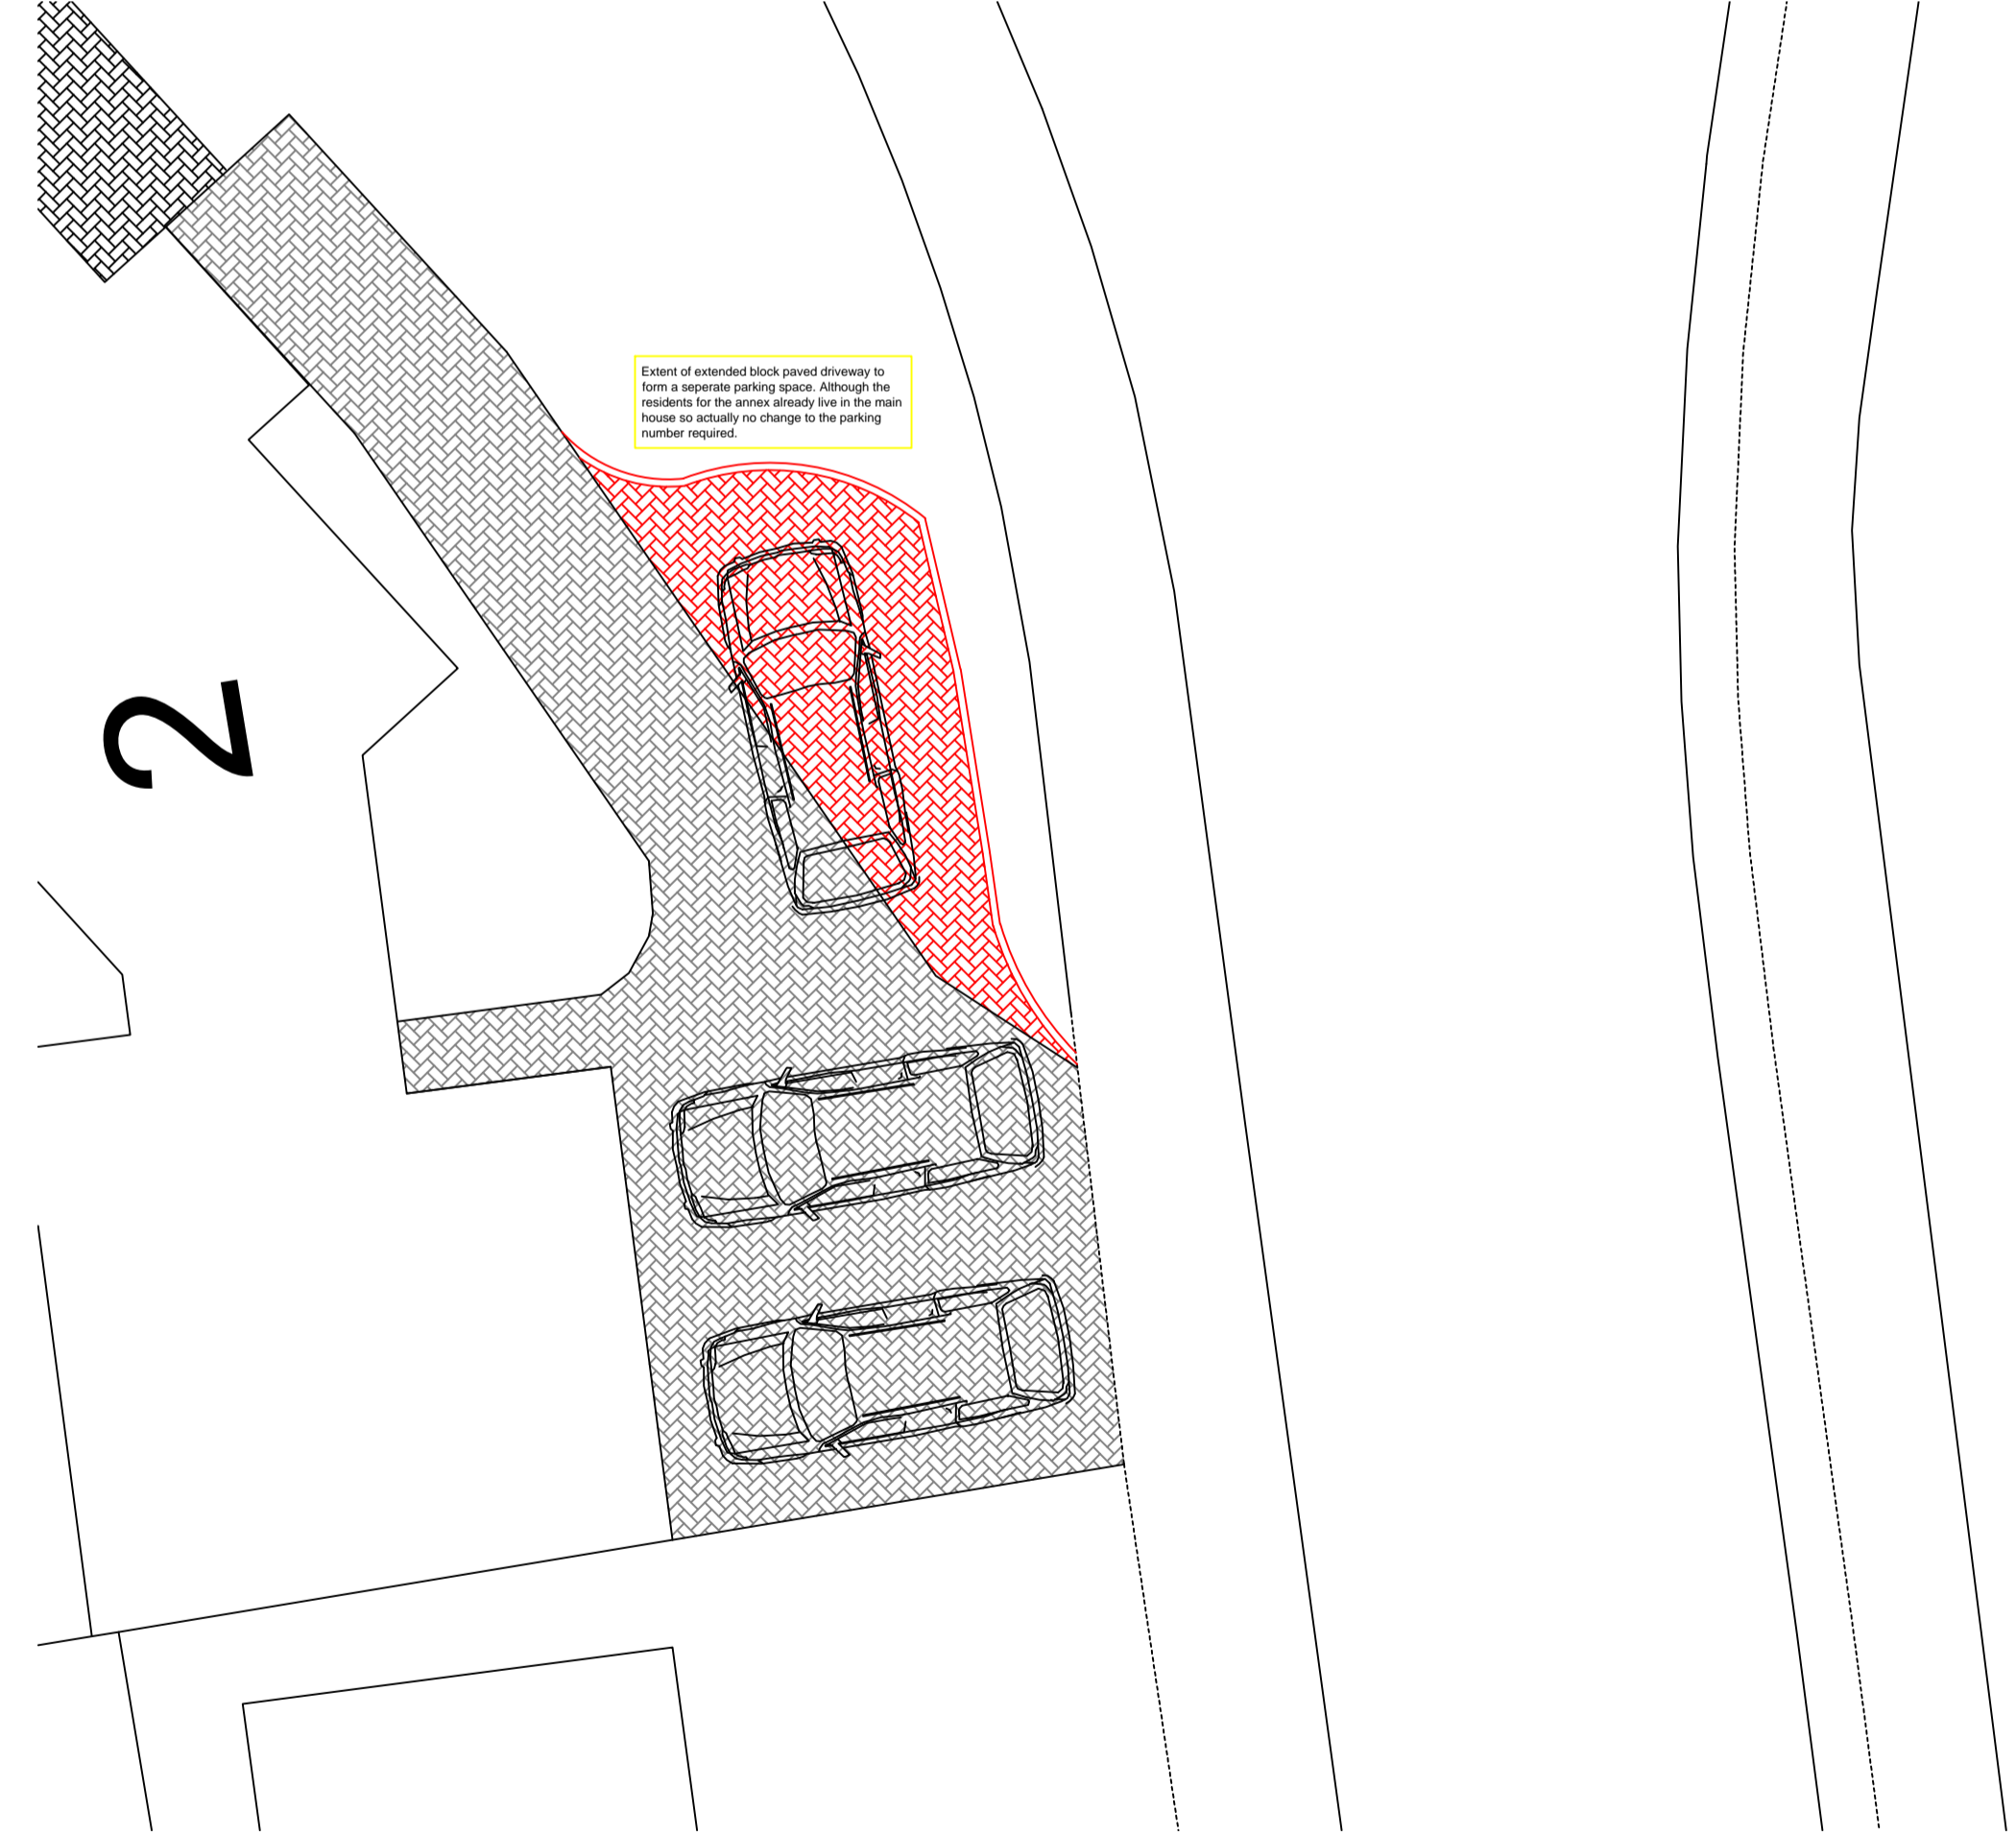 Extent of extended block paved driveway to
form a seperate parking space. Although the
residents for the annex already live in the main
house so actually no change to the parking
number required.
2